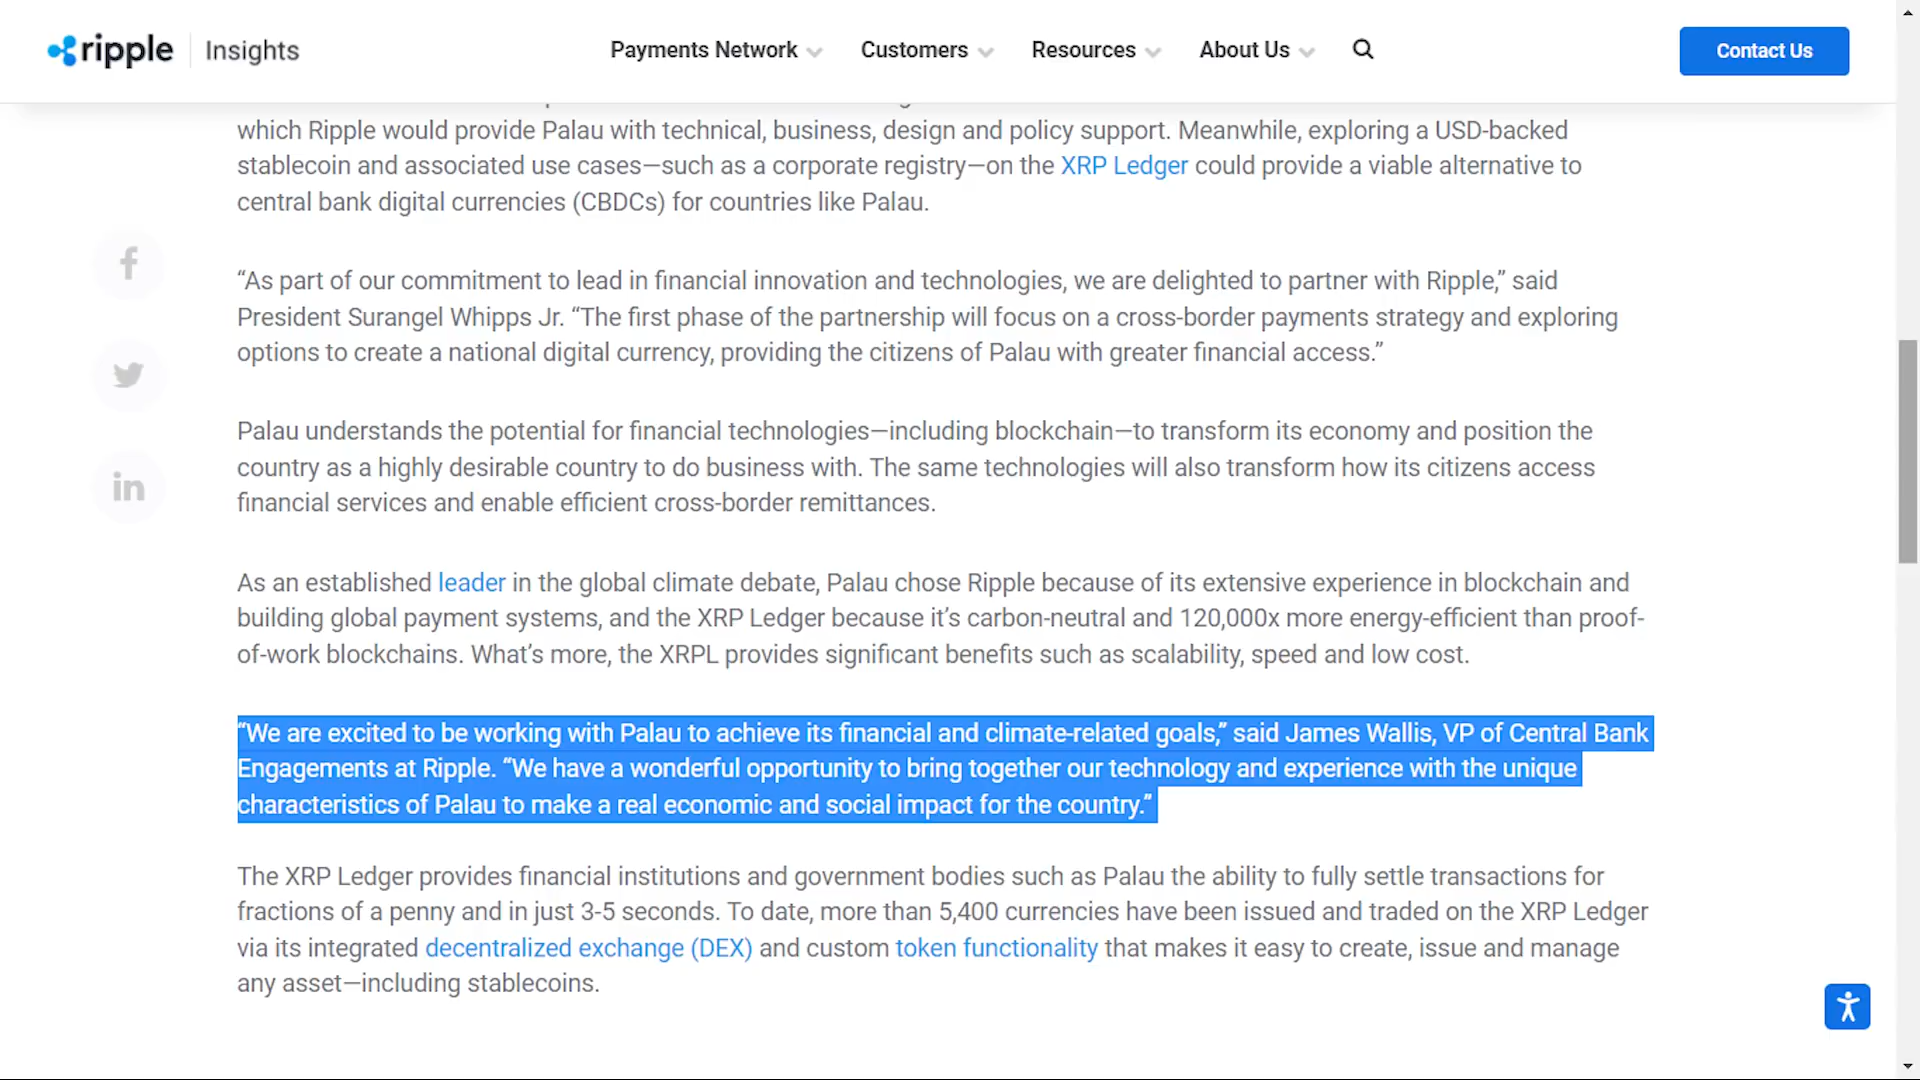 ripple
Insights
Payments Network
Customers
Resources
About Us
Contact Us
which Ripple would provide Palau with technical, business, design and policy support. Meanwhile, exploring a USD-backed
stablecoin and associated use cases—such as a corporate registry—on the XRP Ledger could provide a viable alternative to
central bank digital currencies (CBDCs) for countries like Palau.
“As part of our commitment to lead in financial innovation and technologies, we are delighted to partner with Ripple,” said
President Surangel Whipps Jr. “The first phase of the partnership will focus on a cross-border payments strategy and exploring
options to create a national digital currency, providing the citizens of Palau with greater financial access.”
Palau understands the potential for financial technologies—including blockchain—to transform its economy and position the
country as a highly desirable country to do business with. The same technologies will also transform how its citizens access
financial services and enable efficient cross-border remittances.
As an established leader in the global climate debate, Palau chose Ripple because of its extensive experience in blockchain and
building global payment systems, and the XRP Ledger because it’s carbon-neutral and 120,000x more energy-efficient than proof-
of-work blockchains. What’s more, the XRPL provides significant benefits such as scalability, speed and low cost.
“We are excited to be working with Palau to achieve its financial and climate-related goals,” said James Wallis, VP of Central Bank
Engagements at Ripple. “We have a wonderful opportunity to bring together our technology and experience with the unique
characteristics of Palau to make a real economic and social impact for the country.”
The XRP Ledger provides financial institutions and government bodies such as Palau the ability to fully settle transactions for
fractions of a penny and in just 3-5 seconds. To date, more than 5,400 currencies have been issued and traded on the XRP Ledger
via its integrated decentralized exchange (DEX) and custom token functionality that makes it easy to create, issue and manage
any asset—including stablecoins.